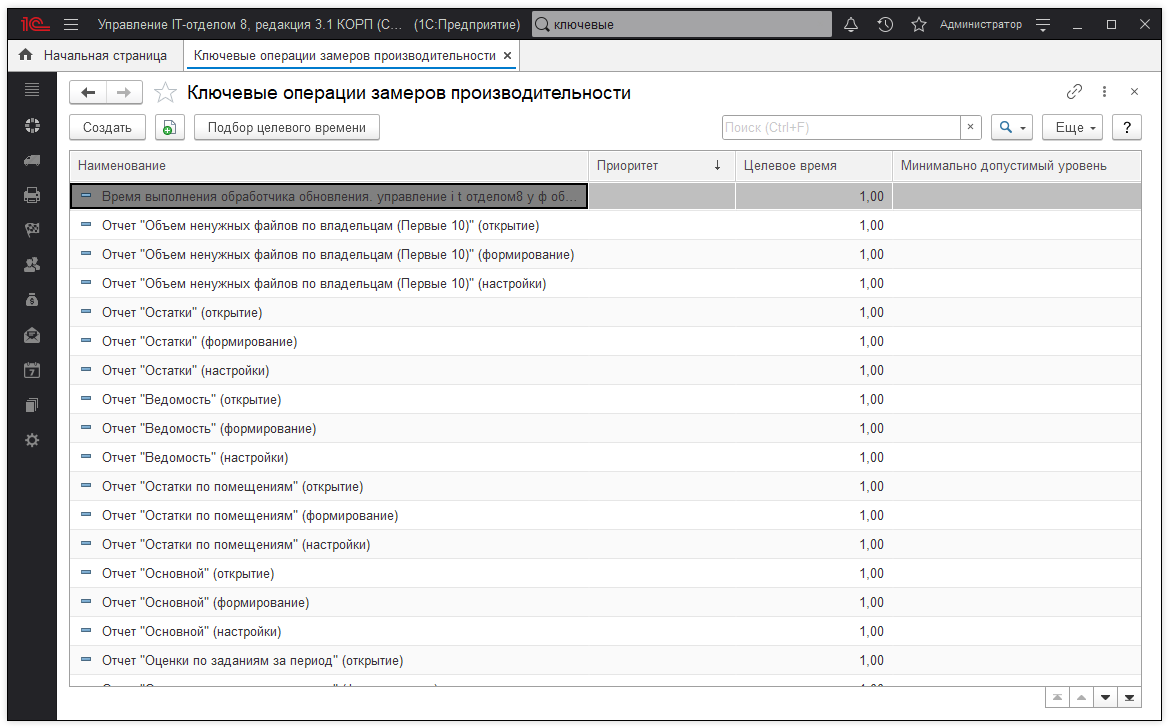 1С Управление IT-отделом 8, редакция 3.1 КОРП (С... (1С:Предприятие) ключевые Администратор
Начальная страница Ключевые операции замеров производительности ×
Ключевые операции замеров производительности
Создать Подбор целевого времени Поиск (Ctrl+F) × Еще ?
Наименование Приоритет ↓ Целевое время Минимально допустимый уровень
Время выполнения обработчика обновления. управление i t отделом8 у ф об... 1,00
Отчет "Объем ненужных файлов по владельцам (Первые 10)" (открытие) 1,00
Отчет "Объем ненужных файлов по владельцам (Первые 10)" (формирование) 1,00
Отчет "Объем ненужных файлов по владельцам (Первые 10)" (настройки) 1,00
Отчет "Остатки" (открытие) 1,00
Отчет "Остатки" (формирование) 1,00
Отчет "Остатки" (настройки) 1,00
Отчет "Ведомость" (открытие) 1,00
Отчет "Ведомость" (формирование) 1,00
Отчет "Ведомость" (настройки) 1,00
Отчет "Остатки по помещениям" (открытие) 1,00
Отчет "Остатки по помещениям" (формирование) 1,00
Отчет "Остатки по помещениям" (настройки) 1,00
Отчет "Основной" (открытие) 1,00
Отчет "Основной" (формирование) 1,00
Отчет "Основной" (настройки) 1,00
Отчет "Оценки по заданиям за период" (открытие) 1,00